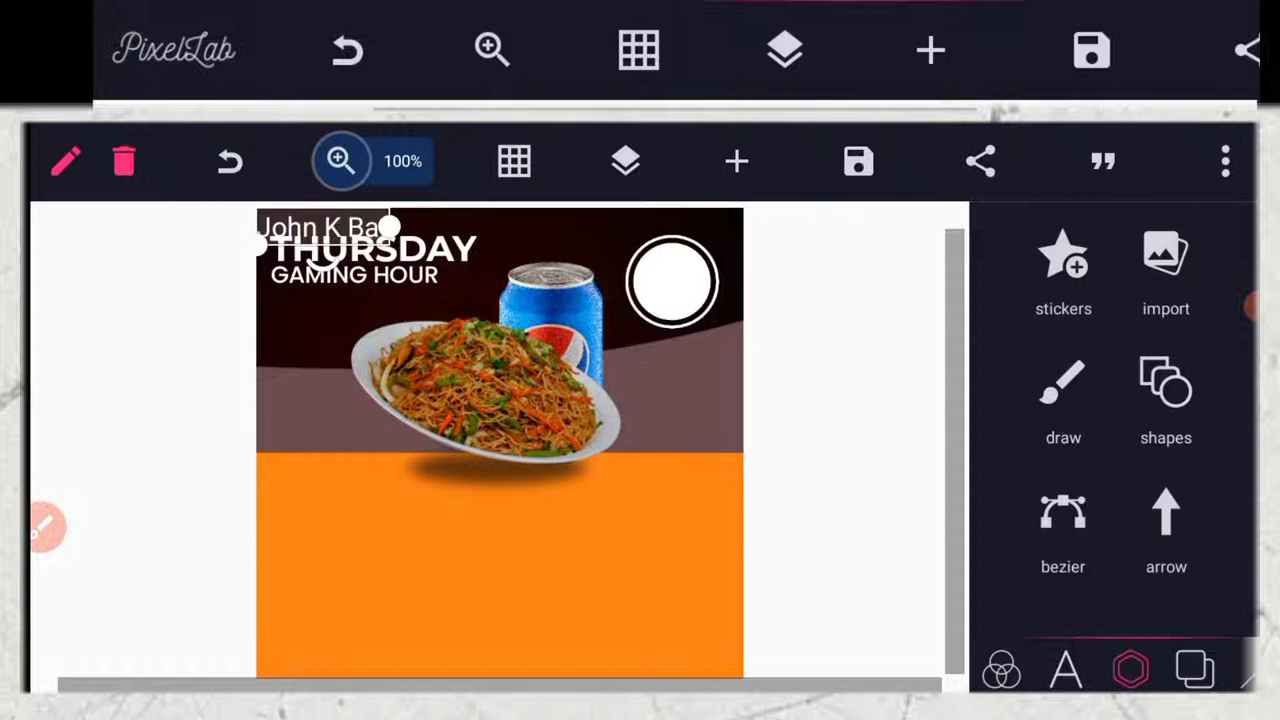 PixelLab
100%
John K Ba
THURSDAY
GAMING HOUR
stickers
import
draw
shapes
bezier
arrow